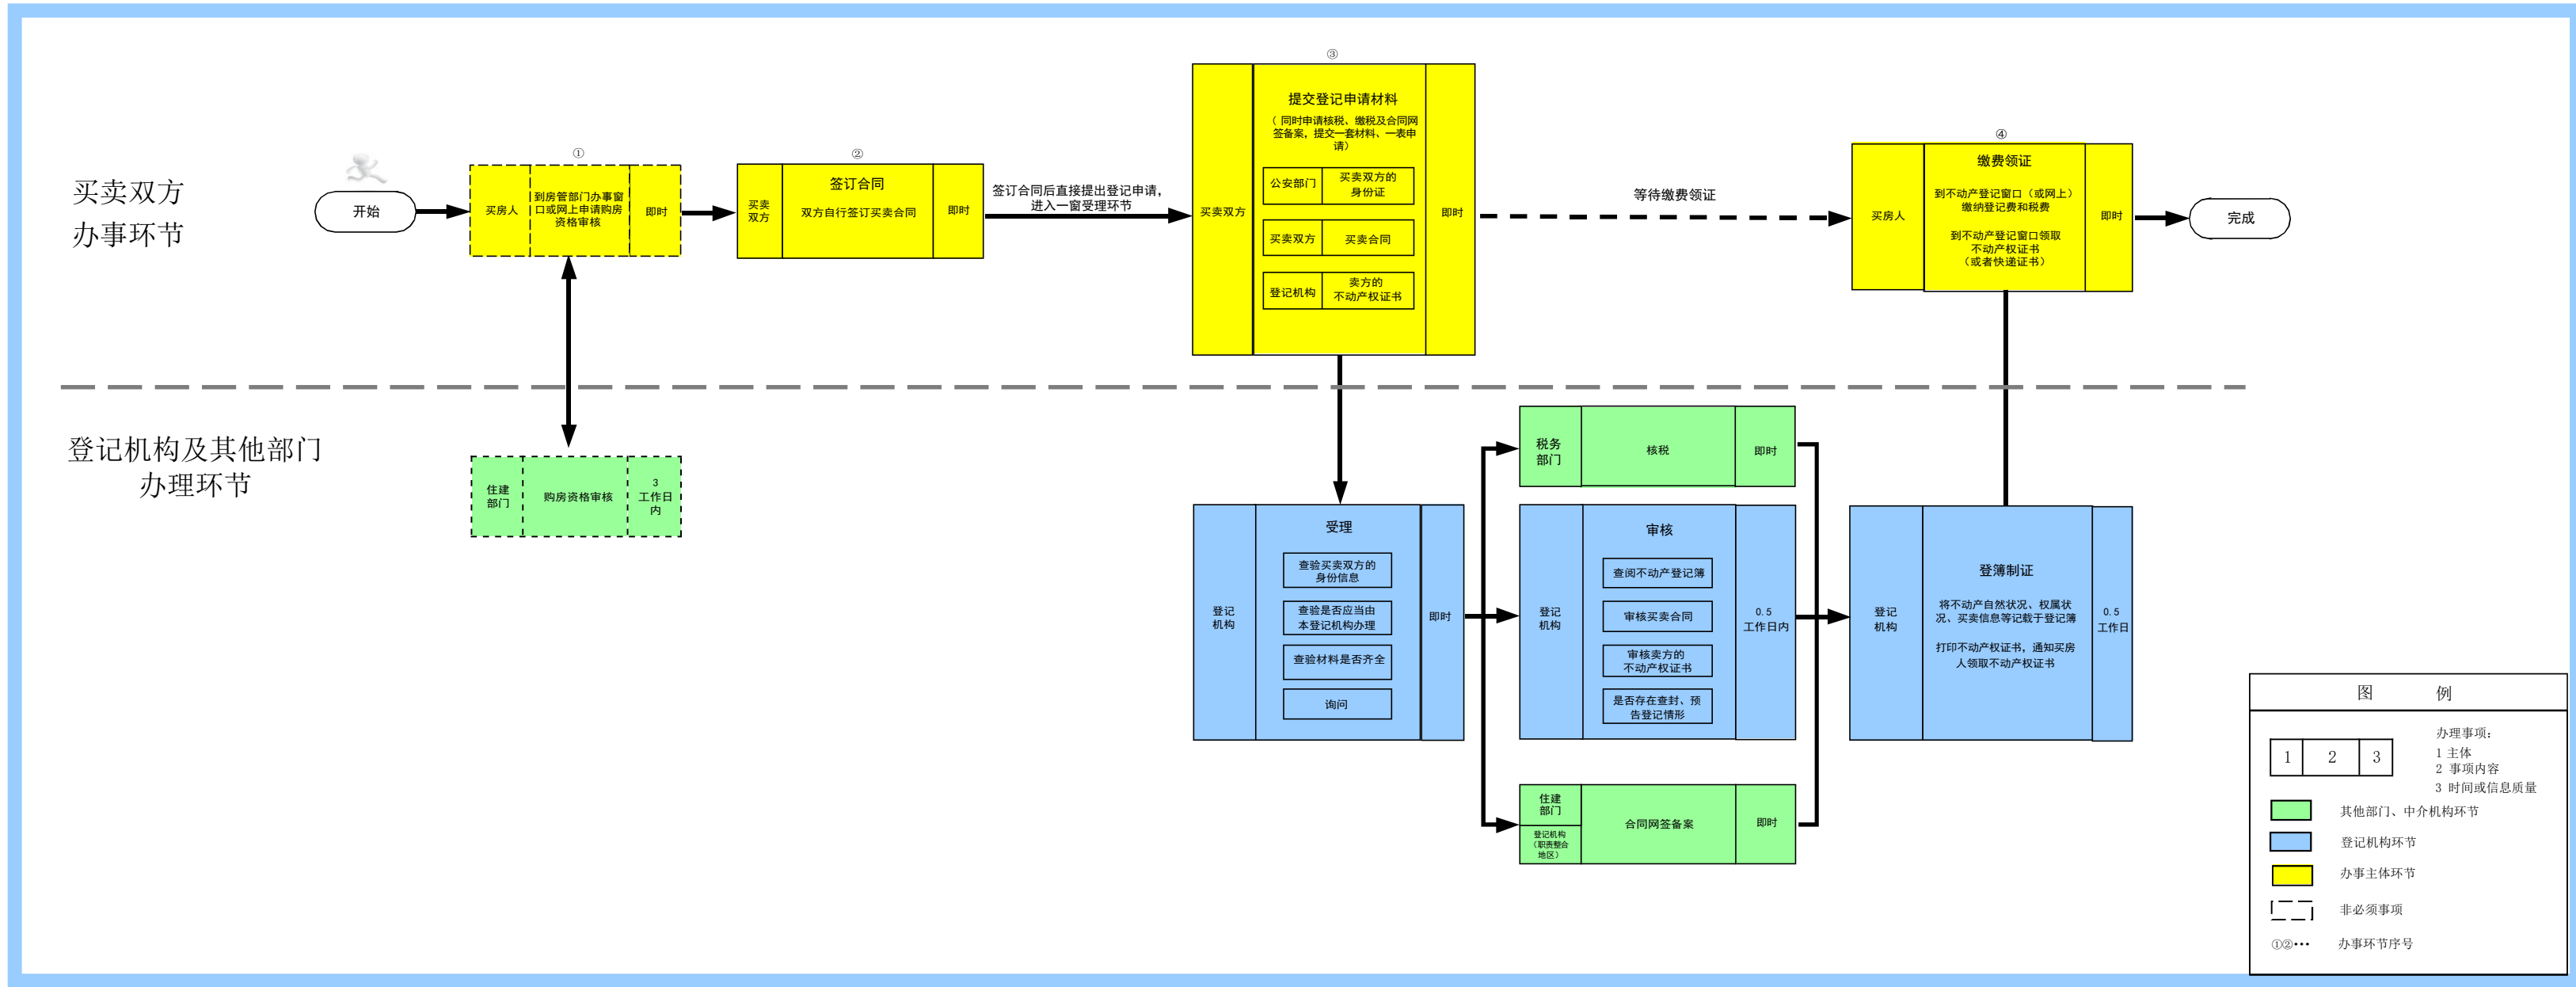 买卖双方
办事环节
开始
①
买房人
到房管部门办事窗
口或网上申请购房
资格审核
即时
②
买卖
双方
签订合同
双方自行签订买卖合同
即时
签订合同后直接提出登记申请，
进入一窗受理环节
③
买卖双方
提交登记申请材料
（ 同时申请核税、缴税及合同网
签备案，提交一套材料、一表申
请）
公安部门
买卖双方的
身份证
买卖双方
买卖合同
登记机构
卖方的
不动产权证书
即时
等待缴费领证
④
买房人
缴费领证
到不动产登记窗口（或网上）
缴纳登记费和税费
到不动产登记窗口领取
不动产权证书
（或者快递证书）
即时
完成
登记机构及其他部门
办理环节
住建
部门
购房资格审核
3
工作日
内
登记
机构
受理
查验买卖双方的
身份信息
查验是否应当由
本登记机构办理
查验材料是否齐全
询问
即时
税务
部门
核税
即时
登记
机构
审核
查阅不动产登记簿
审核买卖合同
审核卖方的
不动产权证书
是否存在查封、预
告登记情形
0.5
工作日内
住建
部门
登记机构
（职责整合
地区）
合同网签备案
即时
登记
机构
登簿制证
将不动产自然状况、权属状
况、买卖信息等记载于登记簿
打印不动产权证书，通知买房
人领取不动产权证书
0.5
工作日
图 例
1 2 3
办理事项：
1 主体
2 事项内容
3 时间或信息质量
其他部门、中介机构环节
登记机构环节
办事主体环节
非必须事项
①②••• 办事环节序号